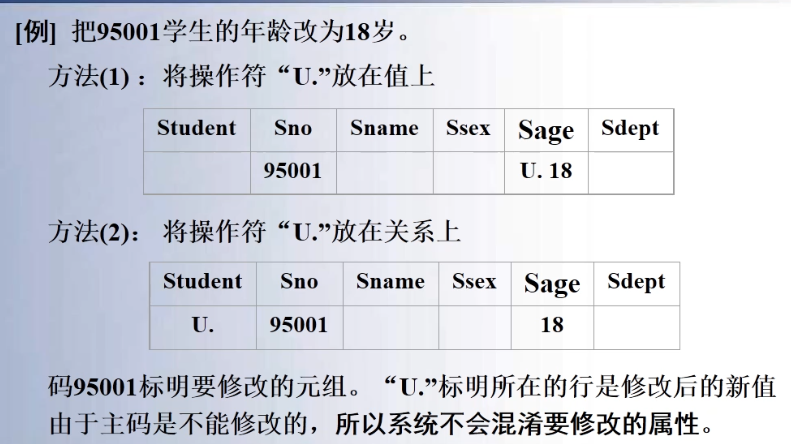 [例] 把95001学生的年龄改为18岁。
方法(1)：将操作符“U.”放在值上
Student Sno Sname Ssex Sage Sdept
95001 U. 18
方法(2)： 将操作符“U.”放在关系上
Student Sno Sname Ssex Sage Sdept
U. 95001 18
码95001标明要修改的元组。“U.”标明所在的行是修改后的新值
由于主码是不能修改的，所以系统不会混淆要修改的属性。